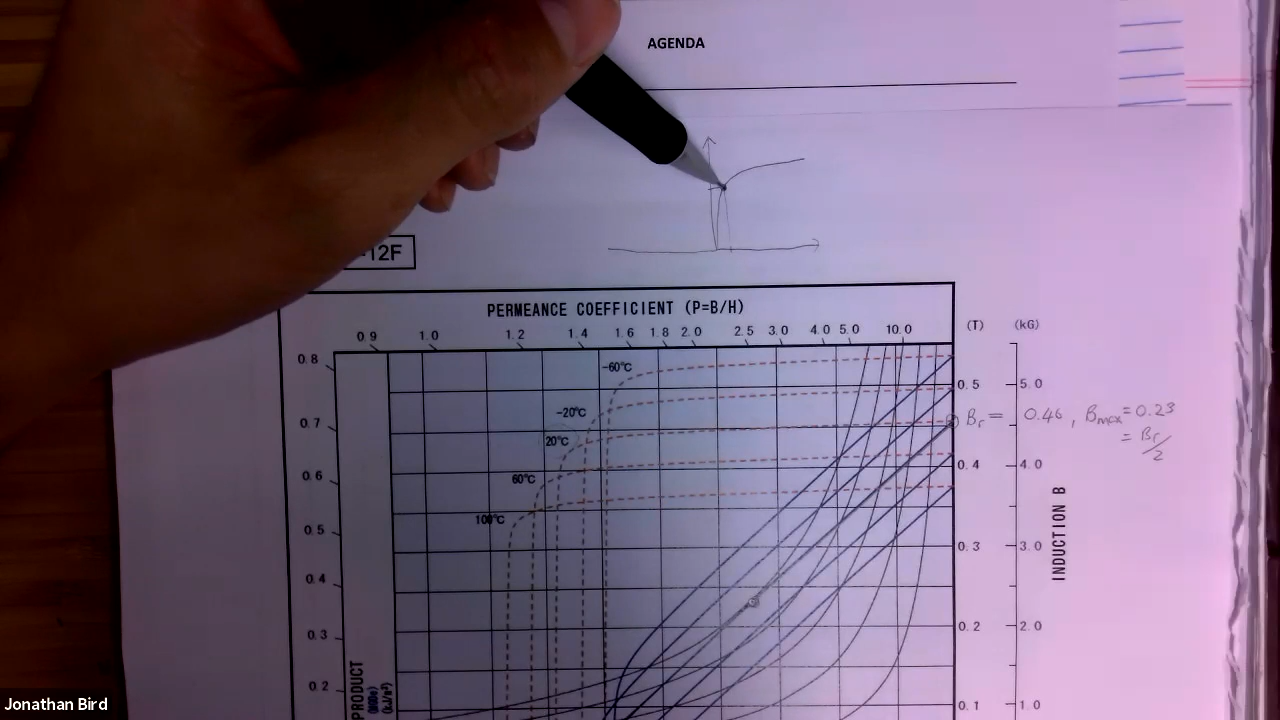 AGENDA
12F
PERMEANCE COEFFICIENT (P=B/H)
0.9 1.0 1.2 1.4 1.6 1.8 2.0 2.5 3.0 4.0 5.0 10.0
(T) (kG)
0.8
-60℃
0.5 5.0
-20℃
Br = 0.46, Bmax = 0.23
= Br/2
0.7
20℃
0.4 4.0
60℃
0.6
100℃
0.5
0.3 3.0
INDUCTION B
0.4
0.3
0.2 2.0
0.2
PRODUCT
(MGOe)
(kJ/m³)
0.1 1.0
Jonathan Bird